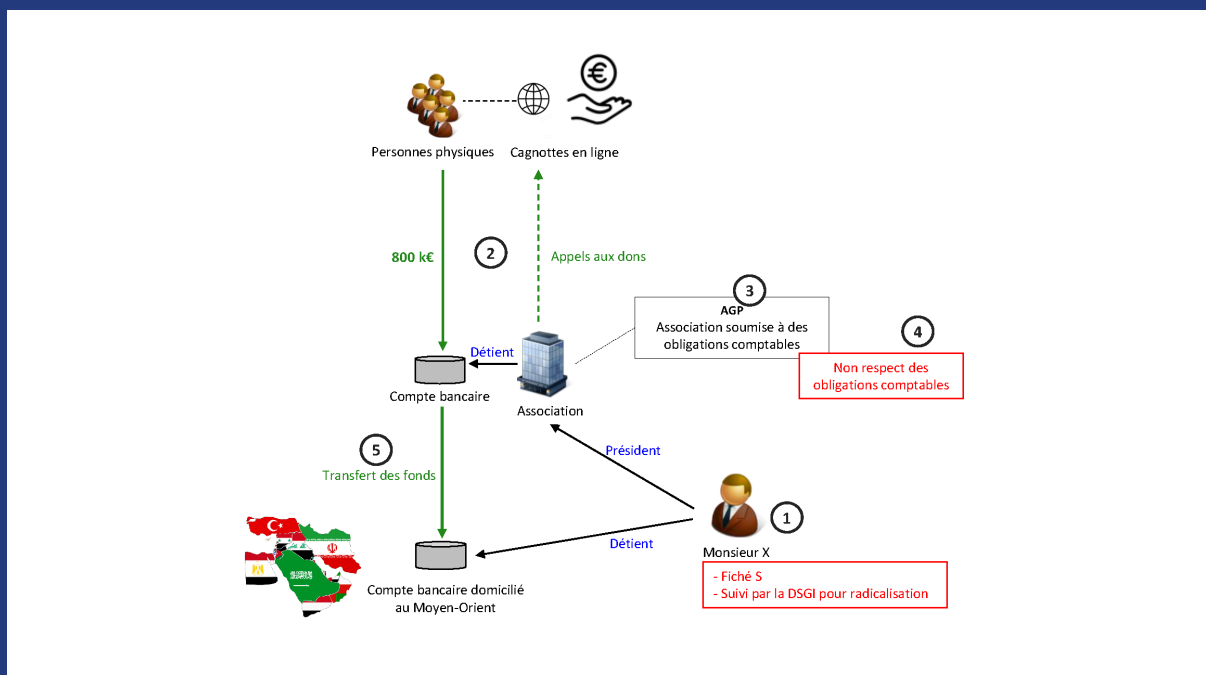 Personnes physiques
Cagnottes en ligne
800 k€
2
Appels aux dons
3
AGP
Association soumise à des
obligations comptables
4
Non respect des
obligations comptables
Détient
Compte bancaire
Association
5
Transfert des fonds
Président
1
Détient
Monsieur X
- Fiché S
- Suivi par la DSGI pour radicalisation
Compte bancaire domicilié
au Moyen-Orient